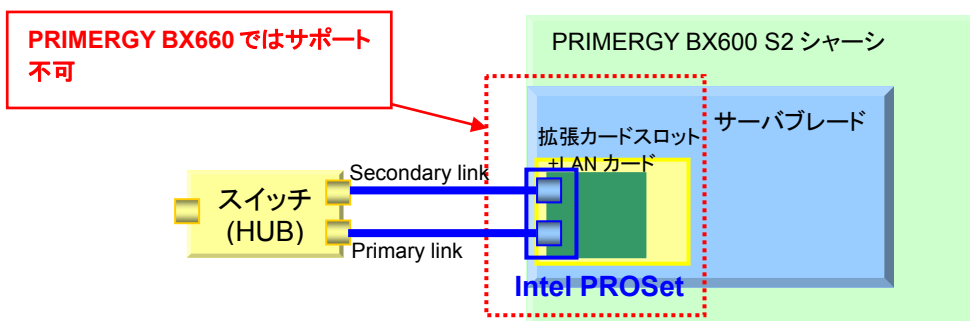 PRIMERGY BX660 ではサポート
不可
PRIMERGY BX600 S2 シャーシ
サーバブレード
拡張カードスロット
+LAN カード
Secondary link
スイッチ
(HUB)
Primary link
Intel PROSet